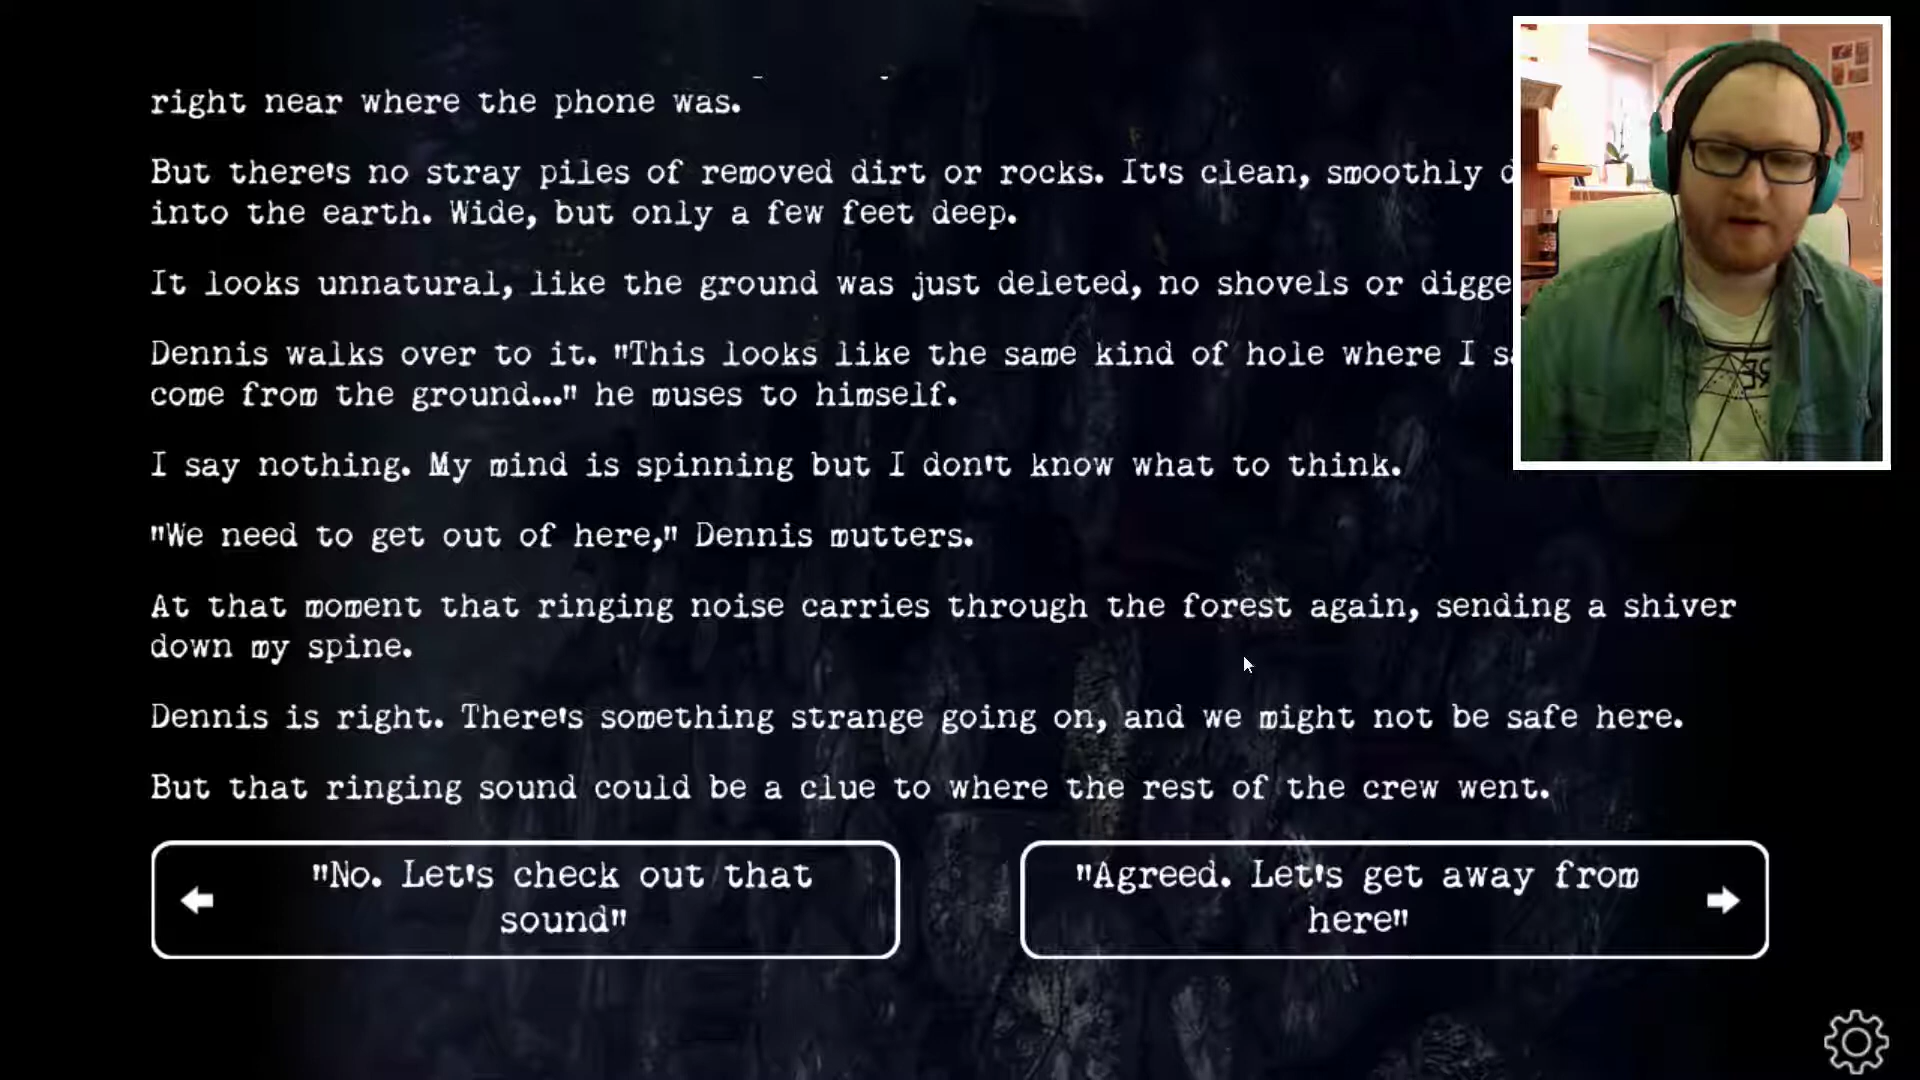 right near where the phone was.
But there's no stray piles of removed dirt or rocks. It's clean, smoothly
into the earth. Wide, but only a few feet deep.
It looks unnatural, like the ground was just deleted, no shovels or digge
Dennis walks over to it. "This looks like the same kind of hole where I
come from the ground..." he muses to himself.
I say nothing. My mind is spinning but I don't know what to think.
"We need to get out of here," Dennis mutters.
At that moment that ringing noise carries through the forest again, sending a shiver
down my spine.
Dennis is right. There's something strange going on, and we might not be safe here.
But that ringing sound could be a clue to where the rest of the crew went.
"No. Let's check out that
sound"
"Agreed. Let's get away from
here"